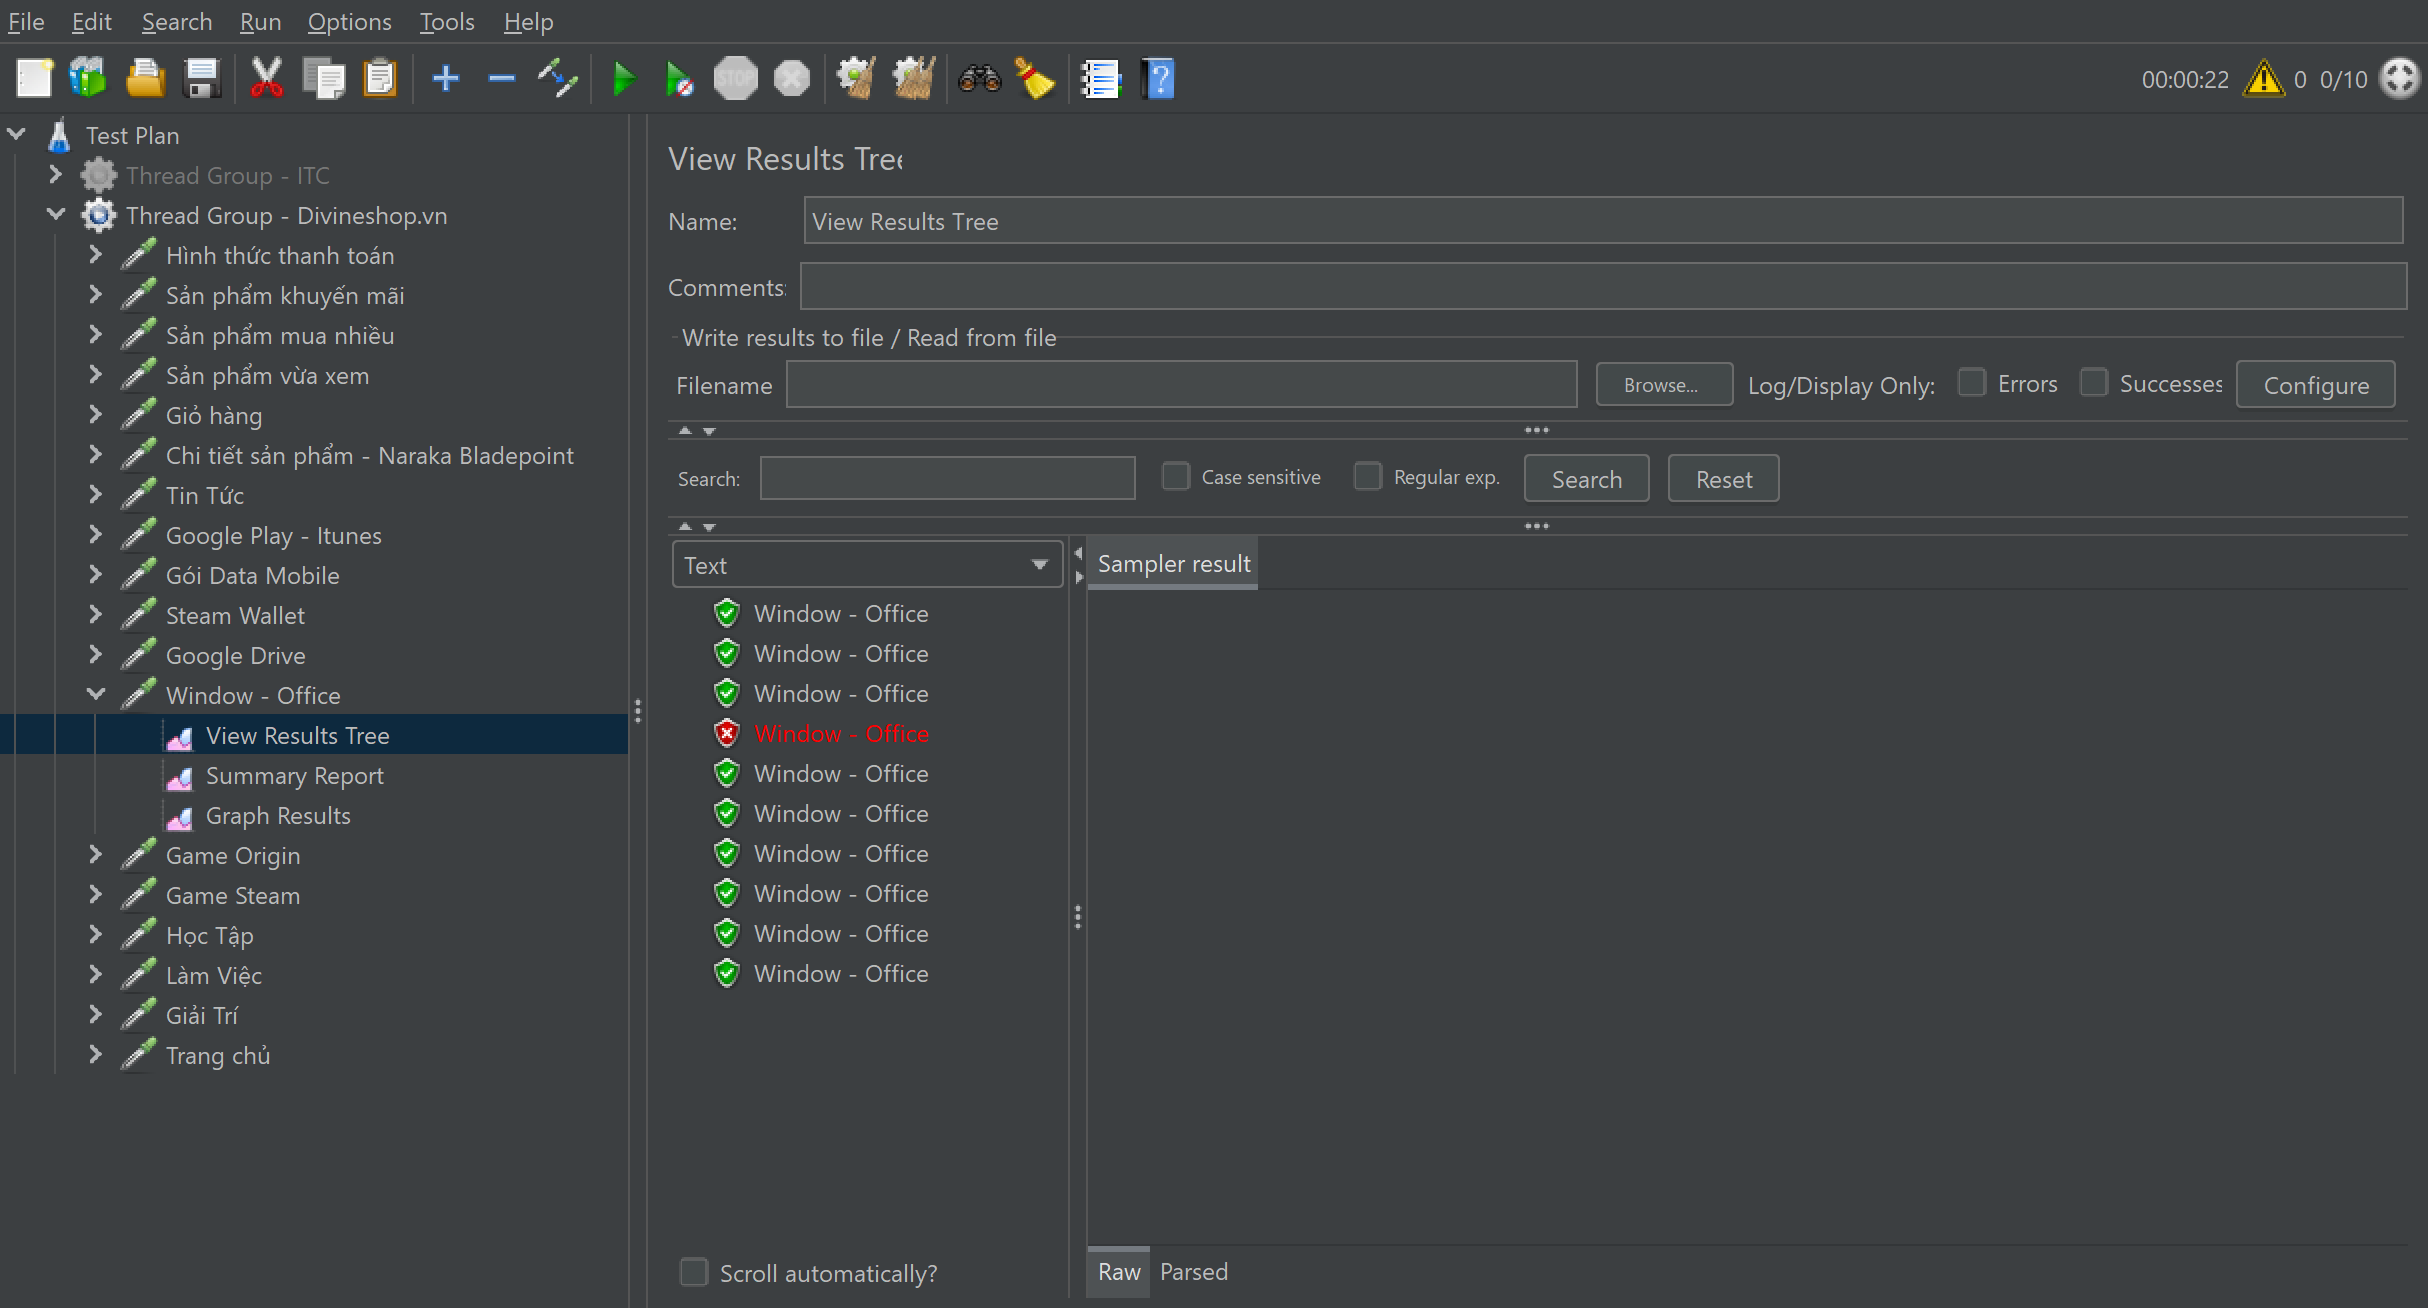 File Edit Search Run Options Tools Help
STOP
00:00:22 0 0/10
Test Plan
Thread Group - ITC
Thread Group - Divineshop.vn
Hình thức thanh toán
Sản phẩm khuyến mãi
Sản phẩm mua nhiều
Sản phẩm vừa xem
Giỏ hàng
Chi tiết sản phẩm - Naraka Bladepoint
Tin Tức
Google Play - Itunes
Gói Data Mobile
Steam Wallet
Google Drive
Window - Office
View Results Tree
Summary Report
Graph Results
Game Origin
Game Steam
Học Tập
Làm Việc
Giải Trí
Trang chủ
View Results Tree
Name: View Results Tree
Comments:
Write results to file / Read from file
Filename Browse... Log/Display Only: Errors Successes Configure
Search: Case sensitive Regular exp. Search Reset
Text
Sampler result
Window - Office
Window - Office
Window - Office
Window - Office
Window - Office
Window - Office
Window - Office
Window - Office
Window - Office
Window - Office
Scroll automatically?
Raw Parsed